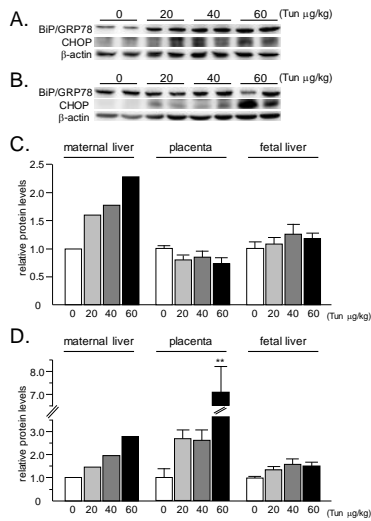 A. 0 20 40 60 (Tun μg/kg)
BiP/GRP78
CHOP
β-actin
B. 0 20 40 60 (Tun μg/kg)
BiP/GRP78
CHOP
β-actin
C. maternal liver placenta fetal liver
relative protein levels
2.5
2.0
1.5
1.0
0.5
0
0 20 40 60 0 20 40 60 0 20 40 60 (Tun μg/kg)
D. maternal liver placenta fetal liver
relative protein levels
**
8.0
7.0
3.0
2.0
1.0
0
0 20 40 60 0 20 40 60 0 20 40 60 (Tun μg/kg)